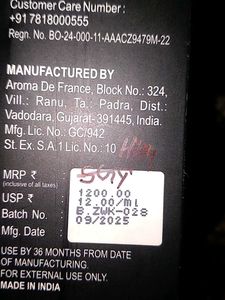 Customer Care Number :
+91 7818000555
Regn. No. BO-24-000-11-AAACZ9479M-22
MANUFACTURED BY
Aroma De France, Block No.: 324,
Vill. Ranu, Ta.: Padra, Dist.:
Vadodara, Gujarat-391445, India.
Mfg. Lic. No.: GC/942
St. Ex. S.A.1 Lic. No.: 10
MRP ₹
(inclusive of all taxes)
1200.00
USP ₹ 12.00/ml
Batch No. B.ZWK-028
Mfg. Date 09/2025
USE BY 36 MONTHS FROM DATE
OF MANUFACTURING.
FOR EXTERNAL USE ONLY.
MADE IN INDIA